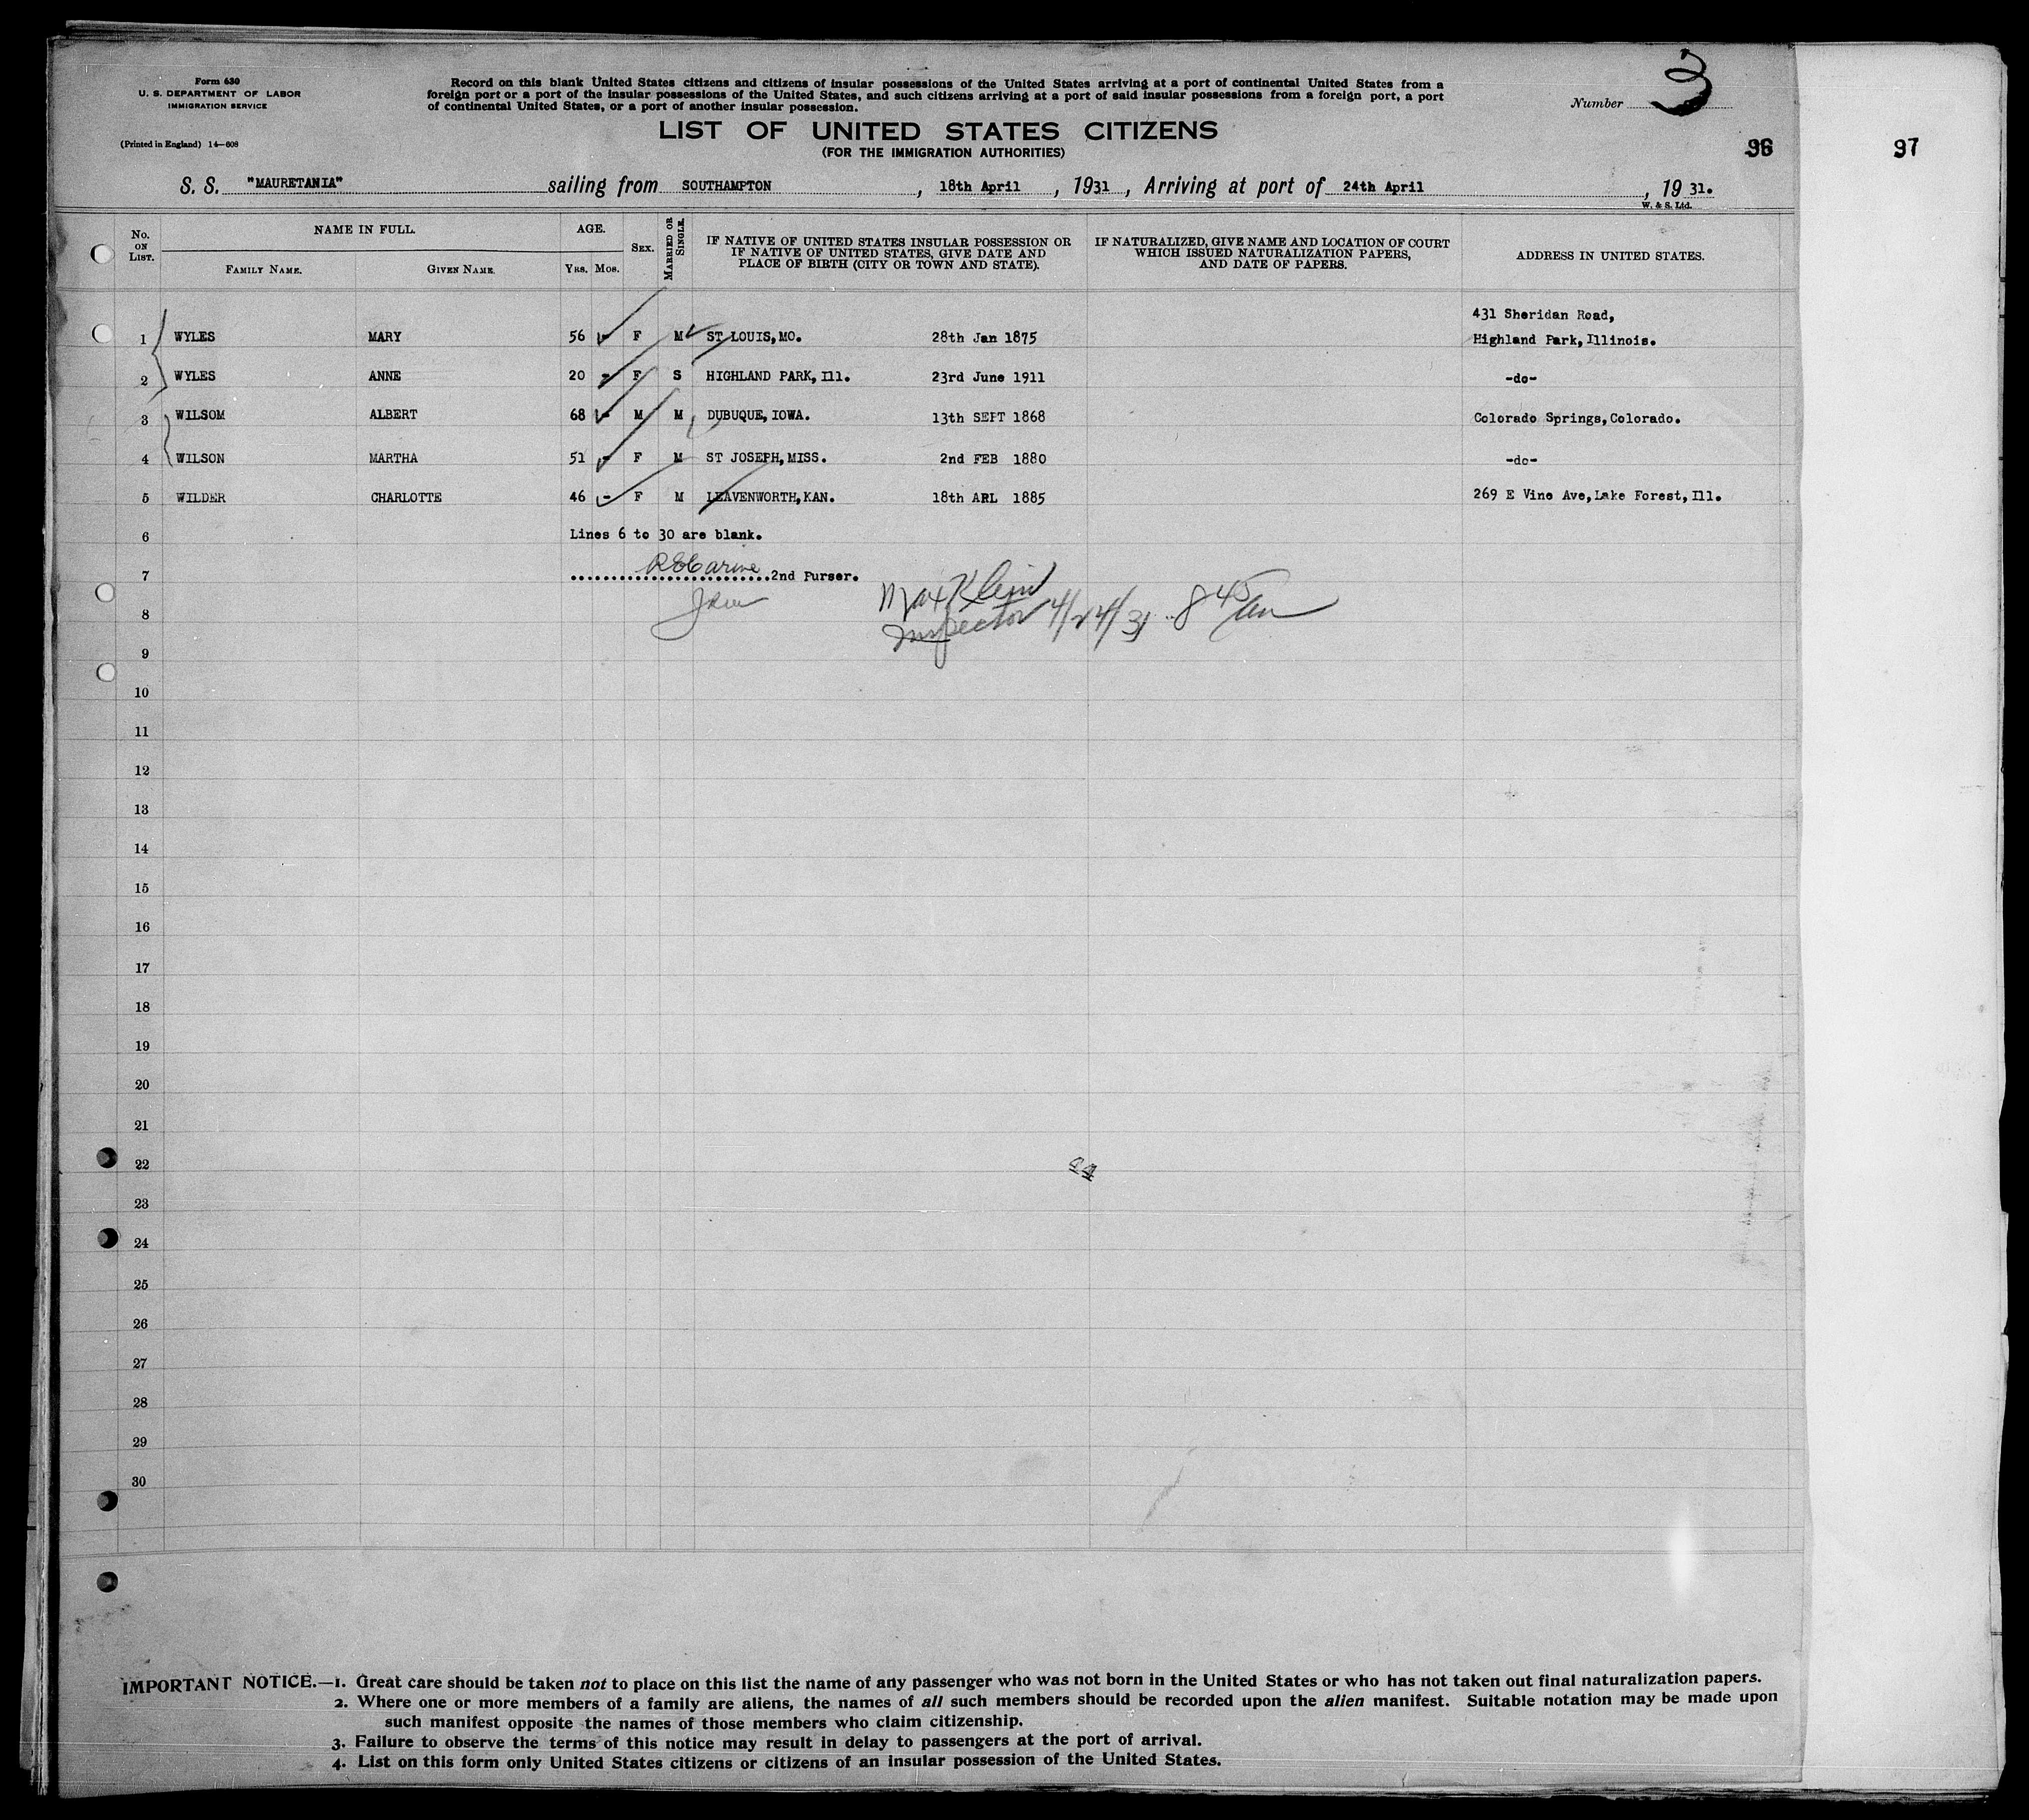 Form 630
U. S. DEPARTMENT OF LABOR
IMMIGRATION SERVICE
(Printed in England) 14—608
Record on this blank United States citizens and citizens of insular possessions of the United States arriving at a port of continental United States from a
foreign port or a port of the insular possessions of the United States, and such citizens arriving at a port of said insular possessions from a foreign port, a port
of continental United States, or a port of another insular possession.
Number 3
LIST OF UNITED STATES CITIZENS
(FOR THE IMMIGRATION AUTHORITIES)
96
97
S. S. "MAURETANIA" sailing from SOUTHAMPTON, 18th April, 1931, Arriving at port of 24th April, 1931.
W. & S. Ltd.
No. ON LIST.
NAME IN FULL.
FAMILY NAME. GIVEN NAME.
AGE.
YRS. MOS.
SEX.
MARRIED OR SINGLE.
IF NATIVE OF UNITED STATES INSULAR POSSESSION OR
IF NATIVE OF UNITED STATES, GIVE DATE AND
PLACE OF BIRTH (CITY OR TOWN AND STATE).
IF NATURALIZED, GIVE NAME AND LOCATION OF COURT
WHICH ISSUED NATURALIZATION PAPERS,
AND DATE OF PAPERS.
ADDRESS IN UNITED STATES.
431 Sheridan Road,
1 WYLES MARY 56 - F M ST LOUIS, MO. 28th Jan 1875 Highland Park, Illinois.
2 WYLES ANNE 20 - F S HIGHLAND PARK, Ill. 23rd June 1911 -do-
3 WILSOM ALBERT 68 - M M DUBUQUE, IOWA. 13th SEPT 1868 Colorado Springs, Colorado.
4 WILSON MARTHA 51 - F M ST JOSEPH, MISS. 2nd FEB 1880 -do-
5 WILDER CHARLOTTE 46 - F M LEAVENWORTH, KAN. 18th ARL 1885 269 E Vine Ave, Lake Forest, Ill.
6 Lines 6 to 30 are blank.
7 2nd Purser.
Max Klein
8 Inspector 4/24/31 .. 8 45 am
9
10
11
12
13
14
15
16
17
18
19
20
21
22
23
24
25
26
27
28
29
30
IMPORTANT NOTICE.—1. Great care should be taken not to place on this list the name of any passenger who was not born in the United States or who has not taken out final naturalization papers.
2. Where one or more members of a family are aliens, the names of all such members should be recorded upon the alien manifest. Suitable notation may be made upon
such manifest opposite the names of those members who claim citizenship.
3. Failure to observe the terms of this notice may result in delay to passengers at the port of arrival.
4. List on this form only United States citizens or citizens of an insular possession of the United States.